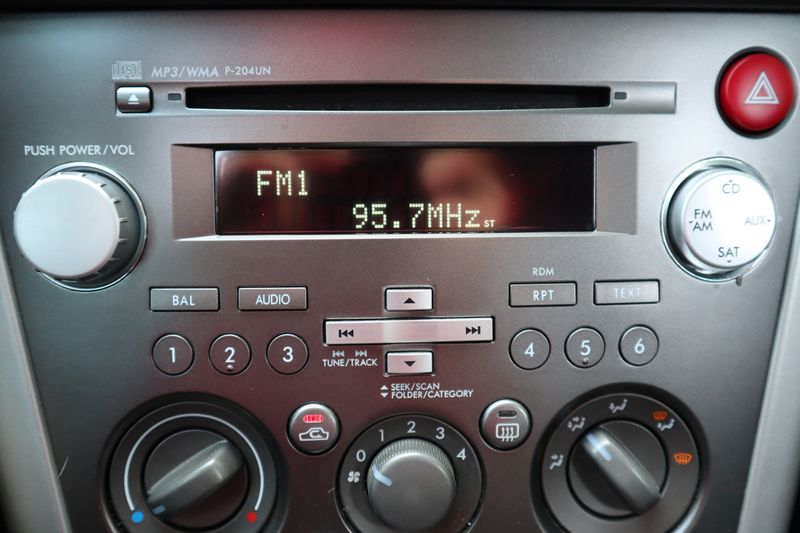 disc MP3/WMA P-204UN
PUSH POWER/VOL
FM1
95.7MHz ST
CD
FM AUX
AM
SAT
BAL AUDIO
RDM
RPT TEXT
1 2 3
TUNE/TRACK
4 5 6
SEEK/SCAN
FOLDER/CATEGORY
0 1 2 3 4